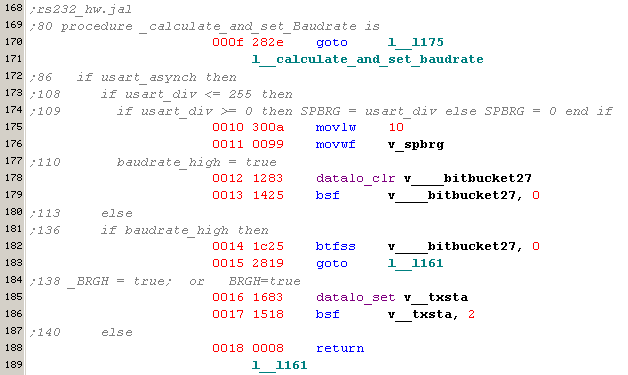 168 ;rs232_hw.jal
169 ;80 procedure _calculate_and_set_Baudrate is
170 000f 282e goto l__l175
171 l__calculate_and_set_baudrate
172 ;86 if usart_asynch then
173 ;108 if usart_div <= 255 then
174 ;109 if usart_div >= 0 then SPBRG = usart_div else SPBRG = 0 end if
175 0010 300a movlw 10
176 0011 0099 movwf v_spbrg
177 ;110 baudrate_high = true
178 0012 1283 datalo_clr v____bitbucket27
179 0013 1425 bsf v____bitbucket27, 0
180 ;113 else
181 ;136 if baudrate_high then
182 0014 1c25 btfss v____bitbucket27, 0
183 0015 2819 goto l__l161
184 ;138 _BRGH = true; or BRGH=true
185 0016 1683 datalo_set v__txsta
186 0017 1518 bsf v__txsta, 2
187 ;140 else
188 0018 0008 return
189 l__l161